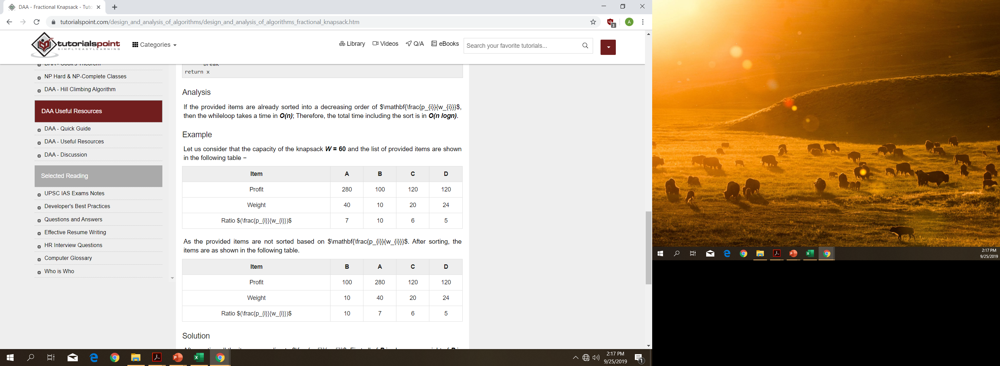 DAA - Fractional Knapsack - Tuto
tutorialspoint.com/design_and_analysis_of_algorithms/design_and_analysis_of_algorithms_fractional_knapsack.htm
3
A
tutorialspoint
SIMPLYEASYLEARNING
Categories
Library
Videos
Q/A
eBooks
Search your favorite tutorials...
DAA - Cook's Theorem
NP Hard & NP-Complete Classes
DAA - Hill Climbing Algorithm
DAA Useful Resources
DAA - Quick Guide
DAA - Useful Resources
DAA - Discussion
Selected Reading
UPSC IAS Exams Notes
Developer's Best Practices
Questions and Answers
Effective Resume Writing
HR Interview Questions
Computer Glossary
Who is Who
break
return x
Analysis
If the provided items are already sorted into a decreasing order of $\mathbf{\frac{p_{i}}{w_{i}}}$,
then the whileloop takes a time in O(n); Therefore, the total time including the sort is in O(n logn).
Example
Let us consider that the capacity of the knapsack W = 60 and the list of provided items are shown
in the following table −
Item A B C D
Profit 280 100 120 120
Weight 40 10 20 24
Ratio $(\frac{p_{i}}{w_{i}})$ 7 10 6 5
As the provided items are not sorted based on $\mathbf{\frac{p_{i}}{w_{i}}}$. After sorting, the
items are as shown in the following table.
Item B A C D
Profit 100 280 120 120
Weight 10 40 20 24
Ratio $(\frac{p_{i}}{w_{i}})$ 10 7 6 5
Solution
2:17 PM
9/25/2019
1
2:17 PM
9/25/2019